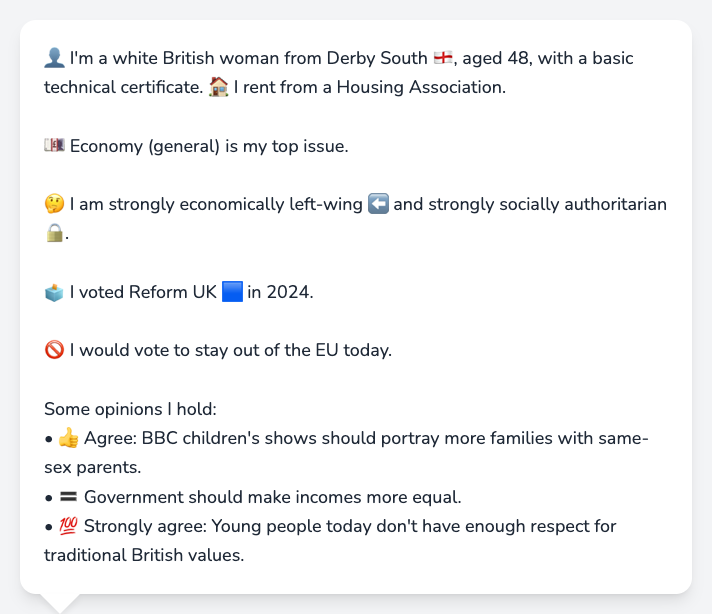 👤 I'm a white British woman from Derby South 🏴󠁧󠁢󠁥󠁮󠁧󠁿, aged 48, with a basic
technical certificate. 🏠 I rent from a Housing Association.
💷 Economy (general) is my top issue.
🤔 I am strongly economically left-wing ⬅️ and strongly socially authoritarian
🔒.
🗳️ I voted Reform UK 🟦 in 2024.
🚫 I would vote to stay out of the EU today.
Some opinions I hold:
• 👍 Agree: BBC children's shows should portray more families with same-
sex parents.
• 🟰 Government should make incomes more equal.
• 💯 Strongly agree: Young people today don't have enough respect for
traditional British values.